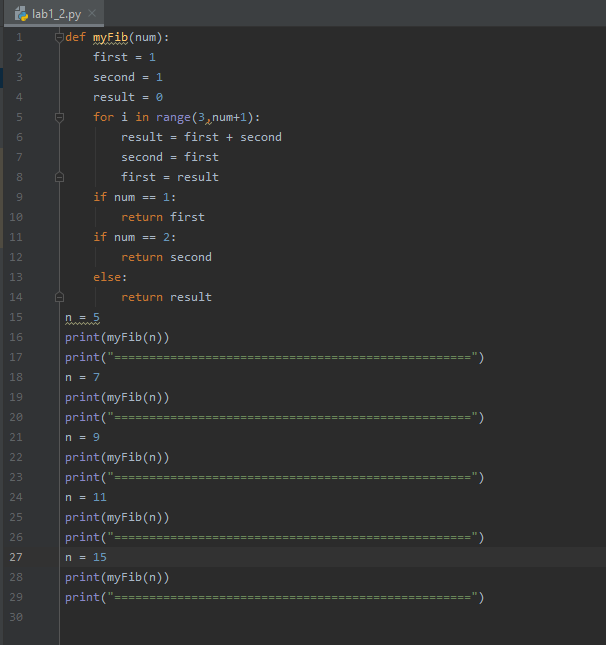 lab1_2.py
1 def myFib(num):
2     first = 1
3     second = 1
4     result = 0
5     for i in range(3,num+1):
6         result = first + second
7         second = first
8         first = result
9     if num == 1:
10         return first
11     if num == 2:
12         return second
13     else:
14         return result
15 n = 5
16 print(myFib(n))
17 print("===================================================")
18 n = 7
19 print(myFib(n))
20 print("===================================================")
21 n = 9
22 print(myFib(n))
23 print("===================================================")
24 n = 11
25 print(myFib(n))
26 print("===================================================")
27 n = 15
28 print(myFib(n))
29 print("===================================================")
30